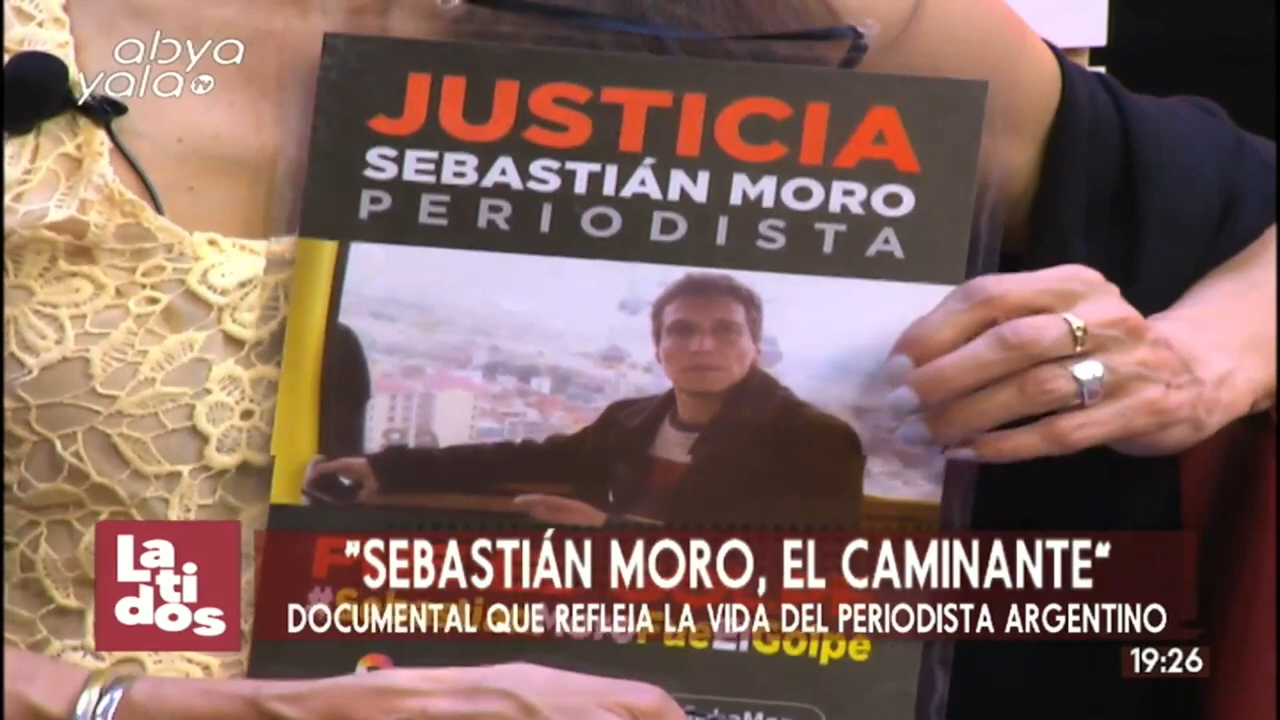 abya
yala tv
JUSTICIA
SEBASTIÁN MORO
PERIODISTA
La
ti
dos
"SEBASTIÁN MORO, EL CAMINANTE"
DOCUMENTAL QUE REFLEJA LA VIDA DEL PERIODISTA ARGENTINO
#SebastiánMoroFueElGolpe
19:26